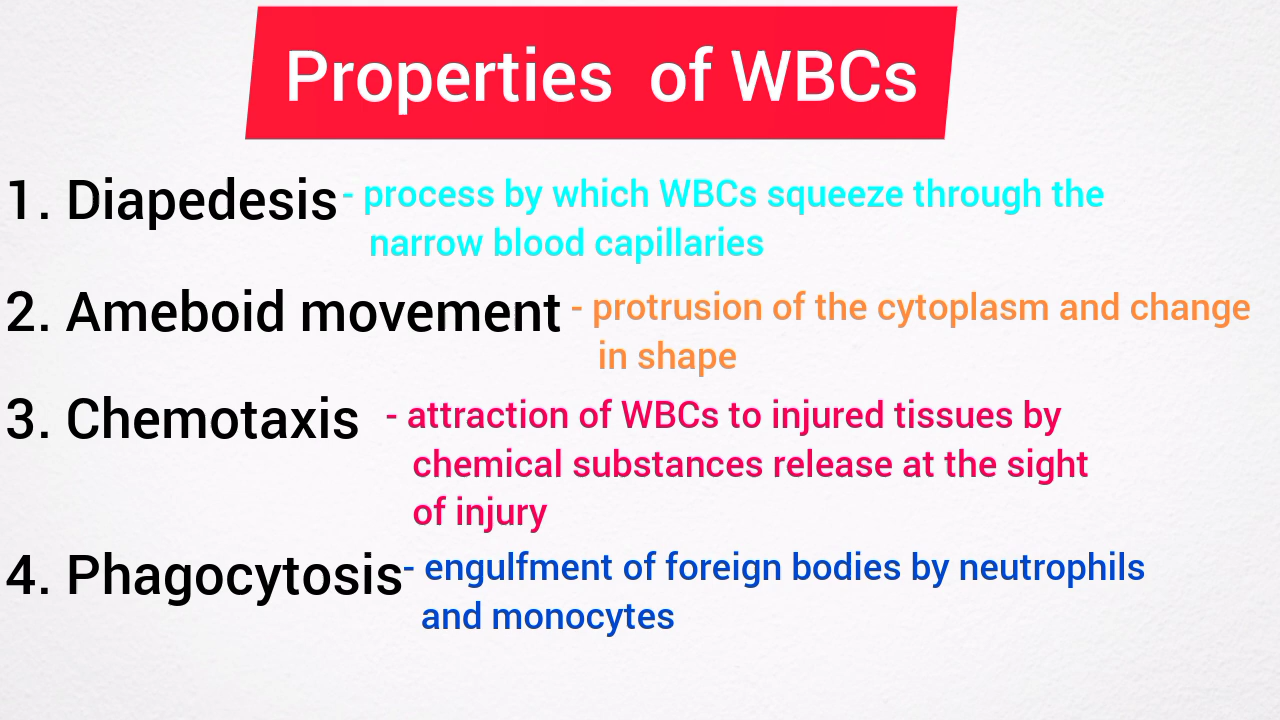 Properties of WBCs
1. Diapedesis - process by which WBCs squeeze through the
narrow blood capillaries
2. Ameboid movement - protrusion of the cytoplasm and change
in shape
3. Chemotaxis - attraction of WBCs to injured tissues by
chemical substances release at the sight
of injury
4. Phagocytosis - engulfment of foreign bodies by neutrophils
and monocytes